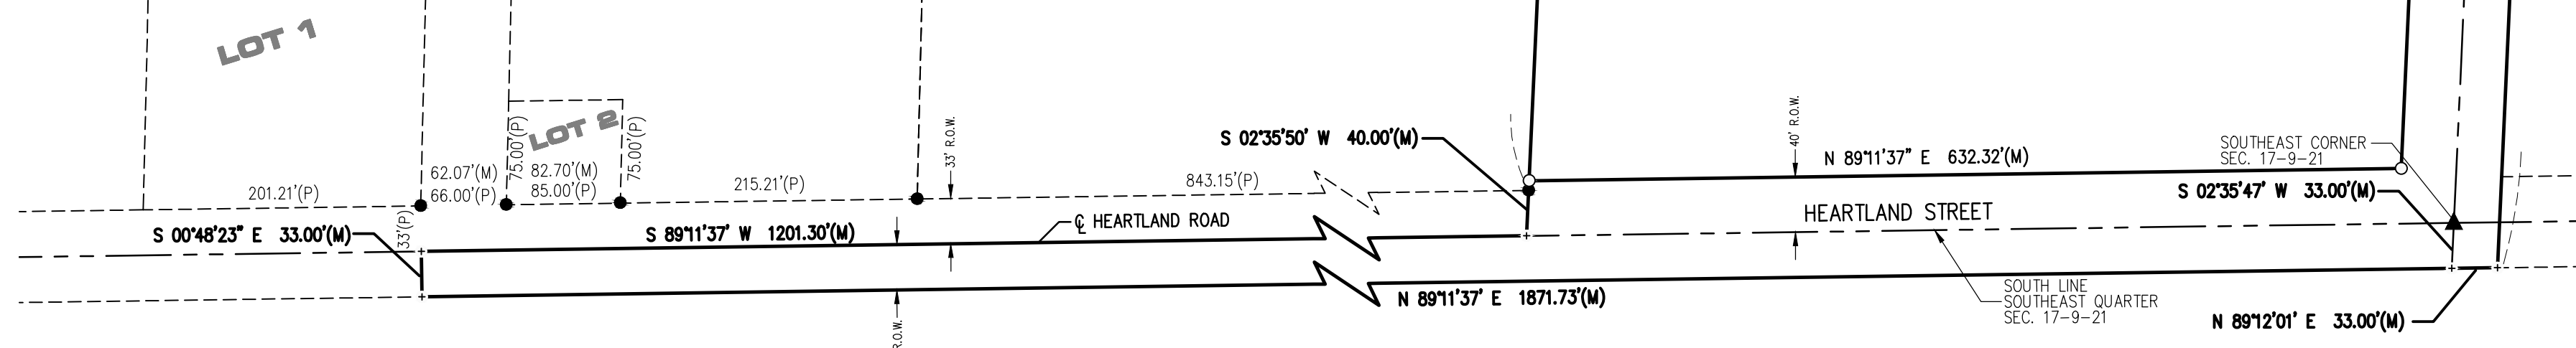 LOT 1
LOT 2
75.00'(P)
75.00'(P)
62.07'(M)
66.00'(P)
82.70'(M)
85.00'(P)
201.21'(P)
215.21'(P)
33' R.O.W.
843.15'(P)
S 02°35'50" W 40.00'(M)
40' R.O.W.
N 89°11'37" E 632.32'(M)
SOUTHEAST CORNER
SEC. 17-9-21
S 02°35'47" W 33.00'(M)
33'(P)
S 00°48'23" E 33.00'(M)
S 89°11'37" W 1201.30'(M)
℄ HEARTLAND ROAD
HEARTLAND STREET
N 89°11'37" E 1871.73'(M)
SOUTH LINE
SOUTHEAST QUARTER
SEC. 17-9-21
N 89°12'01" E 33.00'(M)
R.O.W.